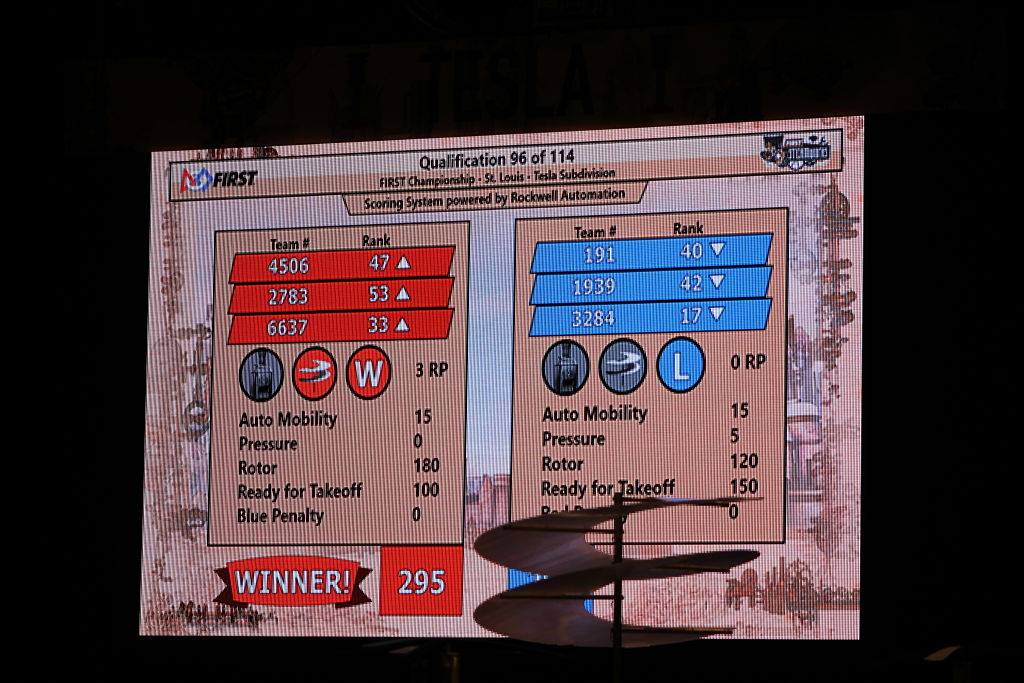 TESLA
FIRST
Qualification 96 of 114
FIRST Championship - St. Louis - Tesla Subdivision
Scoring System powered by Rockwell Automation
Team # Rank
4506 47
2783 53
6637 33
W 3 RP
Auto Mobility 15
Pressure 0
Rotor 180
Ready for Takeoff 100
Blue Penalty 0
WINNER! 295
Team # Rank
191 40
1939 42
3284 17
L 0 RP
Auto Mobility 15
Pressure 5
Rotor 120
Ready for Takeoff 150
0